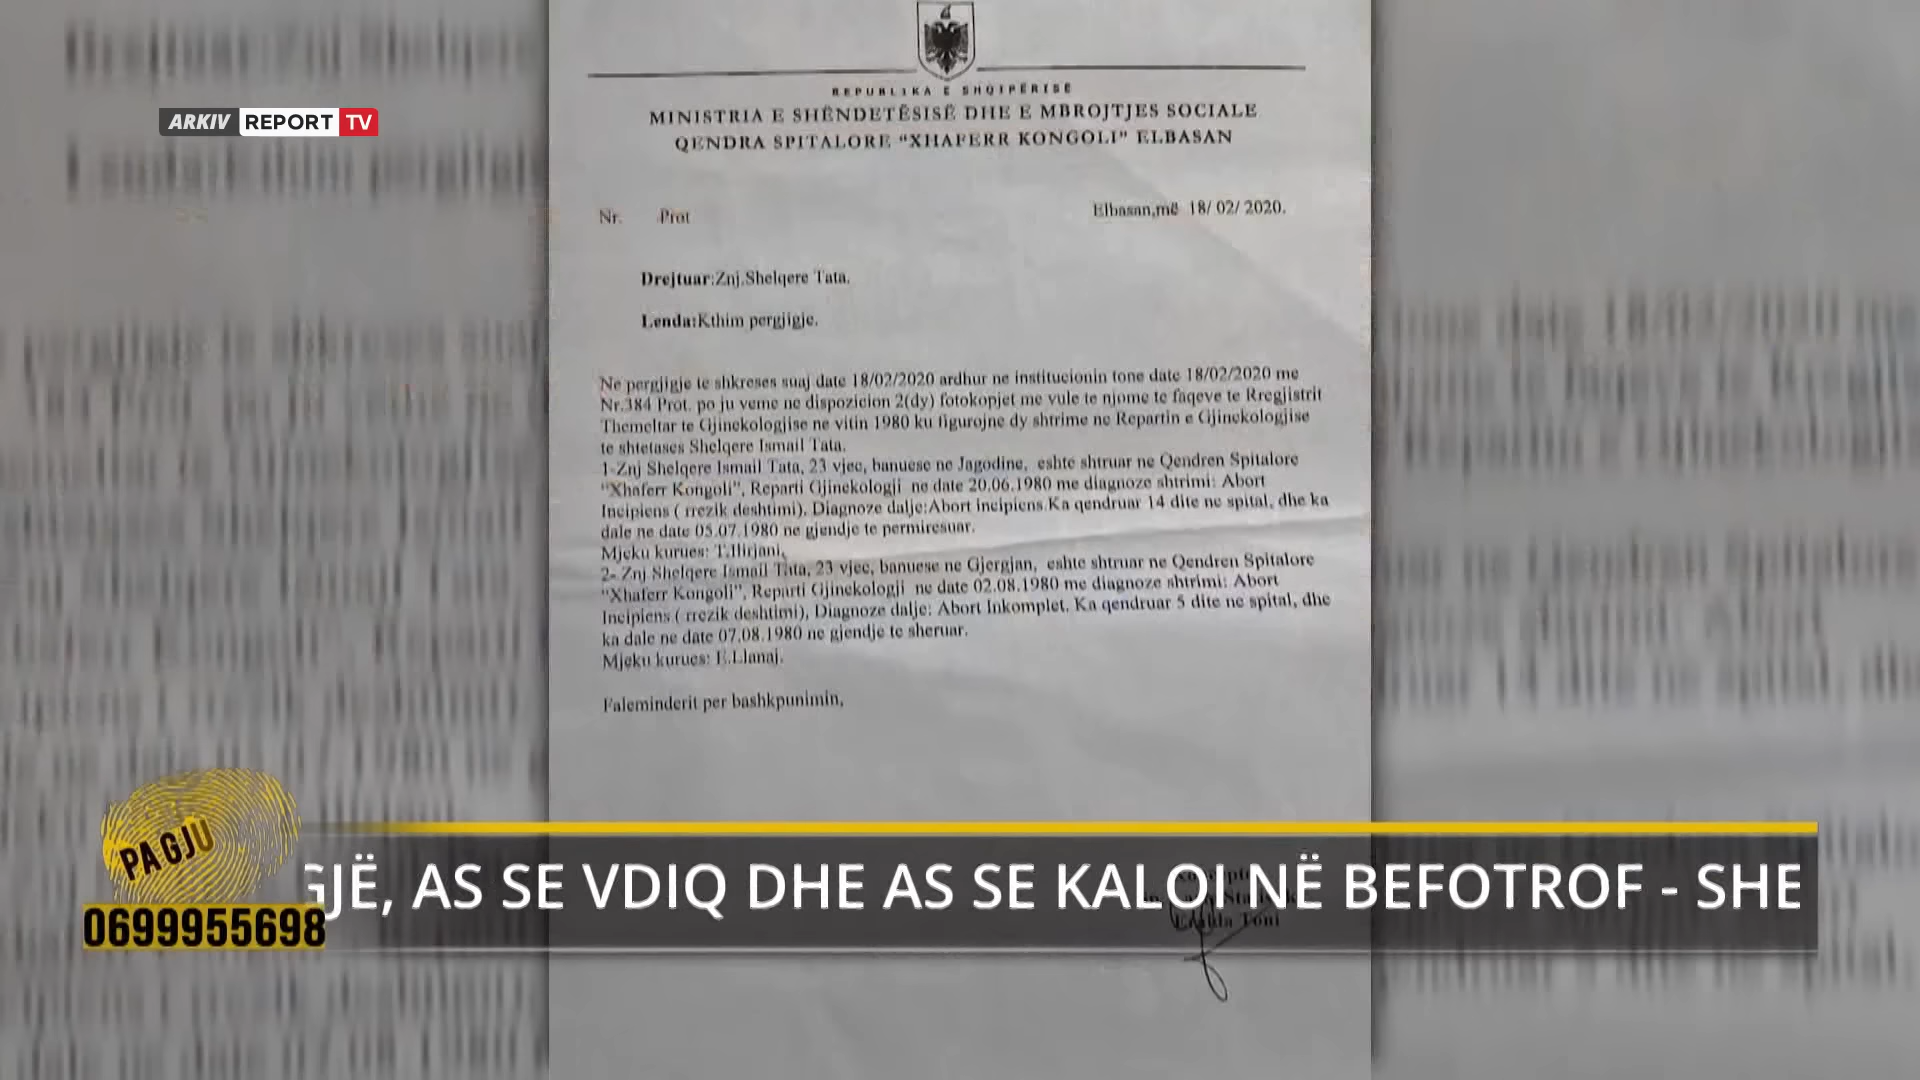 ARKIV REPORT TV
REPUBLIKA E SHQIPËRISË
MINISTRIA E SHËNDETËSISË DHE E MBROJTJES SOCIALE
QENDRA SPITALORE “XHAFERR KONGOLI” ELBASAN
Nr. Prot
Elbasan,më 18/ 02/ 2020.
Drejtuar:Znj.Shelqere Tata.
Lenda:Kthim pergjigje.
Ne pergjigje te shkreses suaj date 18/02/2020 ardhur ne institucionin tone date 18/02/2020 me
Nr.384 Prot. po ju veme ne dispozicion 2(dy) fotokopjet me vule te njome te faqeve te Rregjistrit
Themeltar te Gjinekologjise ne vitin 1980 ku figurojne dy shtrime ne Repartin e Gjinekologjise
te shtetases Shelqere Ismail Tata.
1-Znj Shelqere Ismail Tata, 23 vjec, banuese ne Jagodine, eshte shtruar ne Qendren Spitalore
“Xhaferr Kongoli”, Reparti Gjinekologji ne date 20.06.1980 me diagnoze shtrimi: Abort
Incipiens ( rrezik deshtimi). Diagnoze dalje:Abort incipiens.Ka qendruar 14 dite ne spital, dhe ka
dale ne date 05.07.1980 ne gjendje te permiresuar.
Mjeku kurues: T.Ilirjani.
2- Znj Shelqere Ismail Tata, 23 vjec, banuese ne Gjergjan, eshte shtruar ne Qendren Spitalore
“Xhaferr Kongoli”, Reparti Gjinekologji ne date 02.08.1980 me diagnoze shtrimi: Abort
Incipiens ( rrezik deshtimi), Diagnoze dalje: Abort Inkomplet. Ka qendruar 5 dite ne spital, dhe
ka dale ne date 07.08.1980 ne gjendje te sheruar.
Mjeku kurues: E.Llanaj.
Faleminderit per bashkpunimin,
PA GJU
GJË, AS SE VDIQ DHE AS SE KALOI NË BEFOTROF - SHE
Toni
0699955698